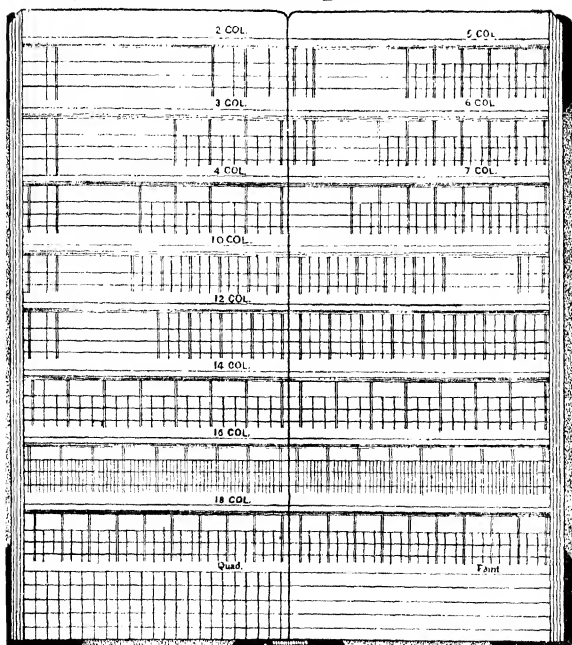 2 COL. 5 COL.
3 COL. 6 COL.
4 COL. 7 COL.
10 COL.
12 COL.
14 COL.
16 COL.
18 COL.
Quad. Faint